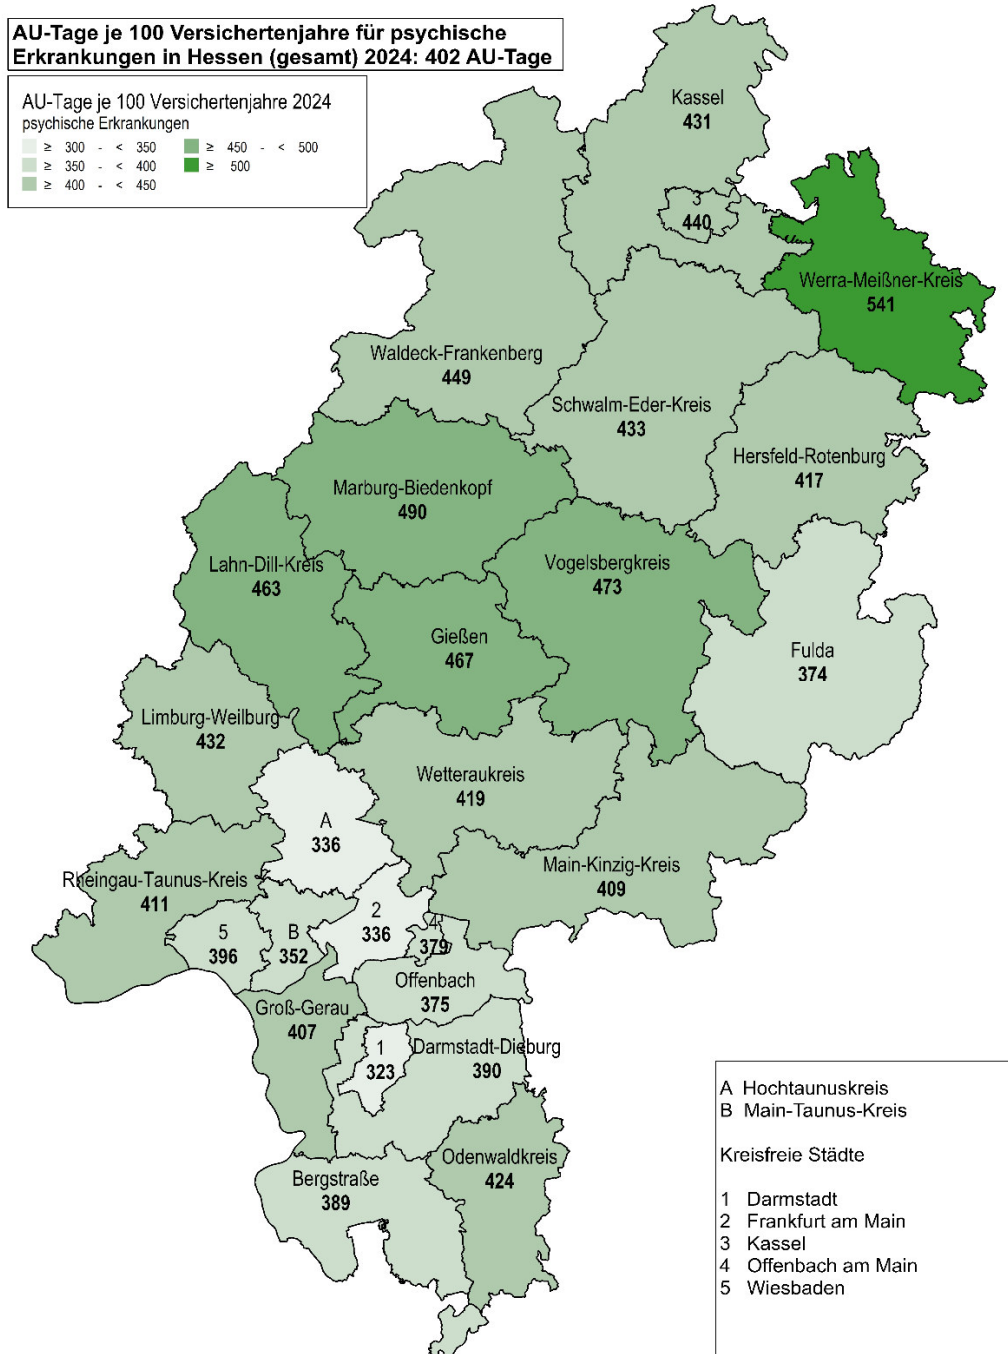 AU-Tage je 100 Versichertenjahre für psychische
Erkrankungen in Hessen (gesamt) 2024: 402 AU-Tage
AU-Tage je 100 Versichertenjahre 2024
psychische Erkrankungen
≥ 300 - < 350
≥ 350 - < 400
≥ 400 - < 450
≥ 450 - < 500
≥ 500
Kassel
431
3
440
Werra-Meißner-Kreis
541
Waldeck-Frankenberg
449
Schwalm-Eder-Kreis
433
Hersfeld-Rotenburg
417
Marburg-Biedenkopf
490
Lahn-Dill-Kreis
463
Vogelsbergkreis
473
Gießen
467
Fulda
374
Limburg-Weilburg
432
Wetteraukreis
419
A
336
Main-Kinzig-Kreis
409
Rheingau-Taunus-Kreis
411
2
336
4
379
5
396
B
352
Offenbach
375
Groß-Gerau
407
1
323
Darmstadt-Dieburg
390
Odenwaldkreis
424
Bergstraße
389
A Hochtaunuskreis
B Main-Taunus-Kreis
Kreisfreie Städte
1 Darmstadt
2 Frankfurt am Main
3 Kassel
4 Offenbach am Main
5 Wiesbaden